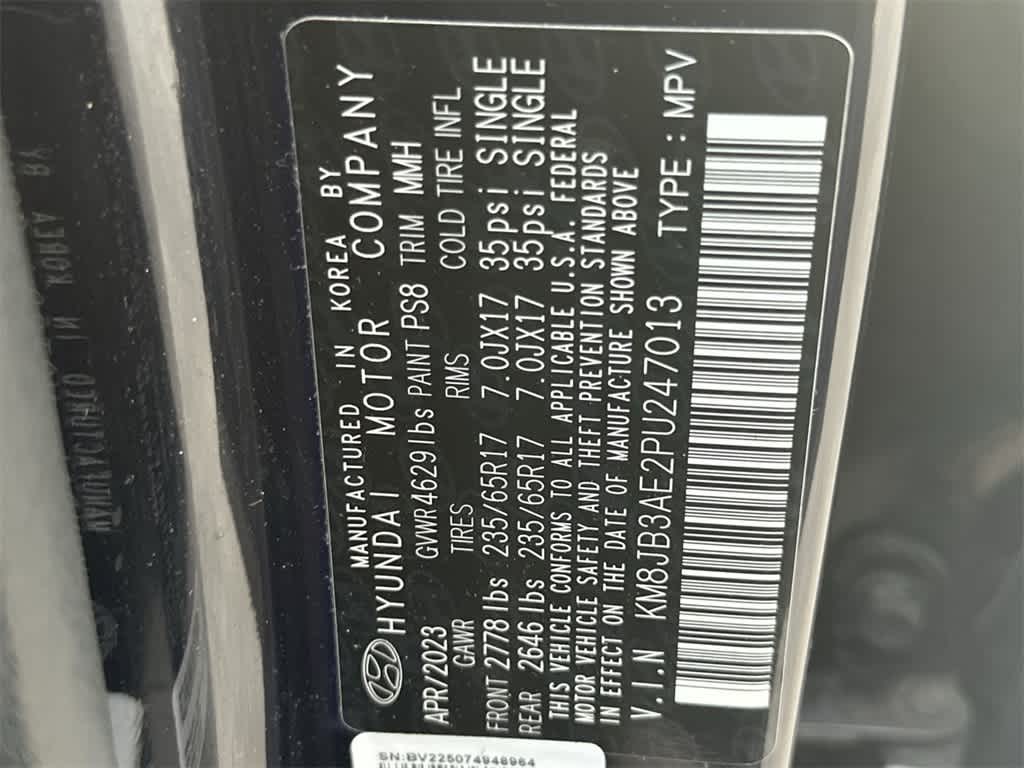 MANUFACTURED IN KOREA BY
HYUNDAI MOTOR COMPANY
APR/2023 GVWR4629lbs PAINT PS8 TRIM MMH
GAWR TIRES RIMS COLD TIRE INFL
FRONT 2778lbs 235/65R17 7.0JX17 35psi SINGLE
REAR 2646lbs 235/65R17 7.0JX17 35psi SINGLE
THIS VEHICLE CONFORMS TO ALL APPLICABLE U.S.A. FEDERAL
MOTOR VEHICLE SAFETY AND THEFT PREVENTION STANDARDS
IN EFFECT ON THE DATE OF MANUFACTURE SHOWN ABOVE
V.I.N KM8JB3AE2PU247013 TYPE : MPV
SN:BV225074948964